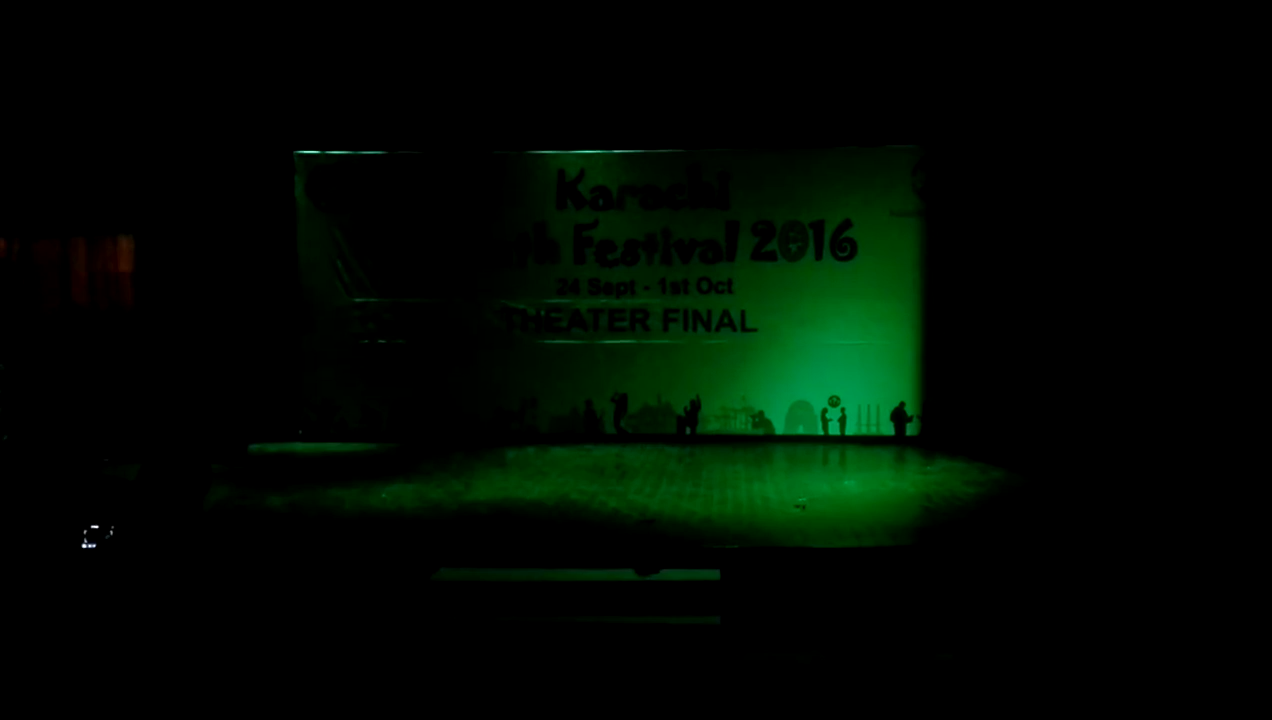 Karachi
Festival 2016
24 Sept - 1st Oct
THEATER FINAL